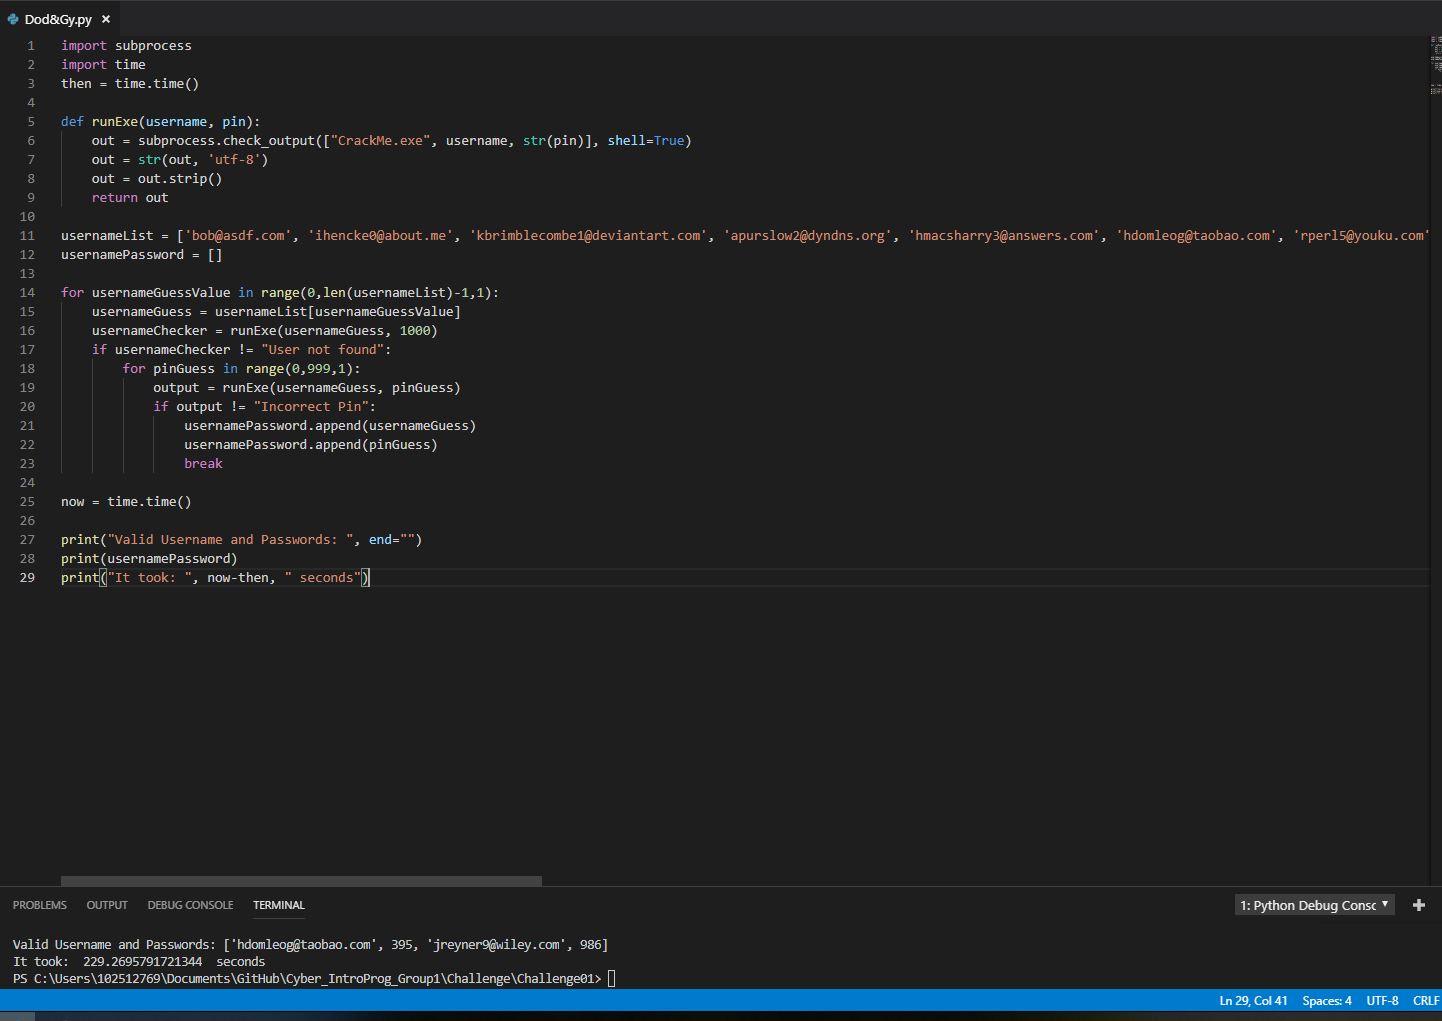 Dod&Gy.py ×
1 import subprocess
2 import time
3 then = time.time()
4
5 def runExe(username, pin):
6     out = subprocess.check_output(["CrackMe.exe", username, str(pin)], shell=True)
7     out = str(out, 'utf-8')
8     out = out.strip()
9     return out
10
11 usernameList = ['bob@asdf.com', 'ihencke0@about.me', 'kbrimblecombe1@deviantart.com', 'apurslow2@dyndns.org', 'hmacsharry3@answers.com', 'hdomleog@taobao.com', 'rperl5@youku.com'
12 usernamePassword = []
13
14 for usernameGuessValue in range(0,len(usernameList)-1,1):
15     usernameGuess = usernameList[usernameGuessValue]
16     usernameChecker = runExe(usernameGuess, 1000)
17     if usernameChecker != "User not found":
18         for pinGuess in range(0,999,1):
19             output = runExe(usernameGuess, pinGuess)
20             if output != "Incorrect Pin":
21                 usernamePassword.append(usernameGuess)
22                 usernamePassword.append(pinGuess)
23                 break
24
25 now = time.time()
26
27 print("Valid Username and Passwords: ", end="")
28 print(usernamePassword)
29 print("It took: ", now-then, " seconds")
PROBLEMS OUTPUT DEBUG CONSOLE TERMINAL 1: Python Debug Consc
Valid Username and Passwords: ['hdomleog@taobao.com', 395, 'jreyner9@wiley.com', 986]
It took:  229.2695791721344  seconds
PS C:\Users\102512769\Documents\GitHub\Cyber_IntroProg_Group1\Challenge\Challenge01>
Ln 29, Col 41 Spaces: 4 UTF-8 CRLF